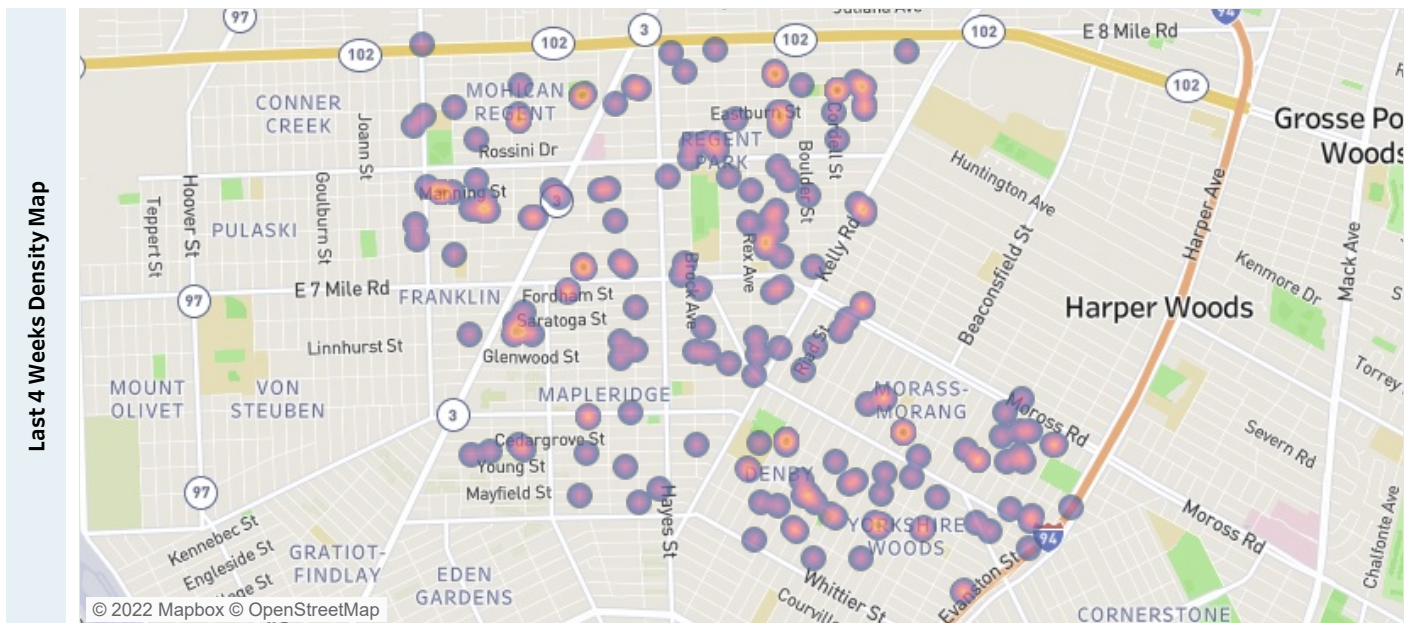 Last 4 Weeks Density Map
97
3
94
102
102
102
102
E 8 Mile Rd
102
CONNER
CREEK
MOHICAN
REGENT
Eastburn St
REGENT
PARK
Cordell St
Grosse Po
Woods
Joann St
Rossini Dr
Boulder St
Huntington Ave
Hoover St
Goulburn St
Teppert St
Manning St
3
PULASKI
Rex Ave
Kelly Rd
Beaconsfield St
Harper Ave
Mack Ave
Kenmore Dr
Brock Ave
E 7 Mile Rd
97
FRANKLIN
Fordham St
Saratoga St
Harper Woods
Linnhurst St
Glenwood St
MOUNT
OLIVET
VON
STEUBEN
MAPLERIDGE
MORASS-
MORANG
Torrey
3
Moross Rd
Cedargrove St
Young St
Mayfield St
DENBY
Severn Rd
97
Hayes St
YORKSHIRE
WOODS
94
Moross Rd
Kennebec St
Engleside St
GRATIOT-
FINDLAY
EDEN
GARDENS
Whittier St
Evanston St
Chalfonte Ave
CORNERSTONE
© 2022 Mapbox © OpenStreetMap